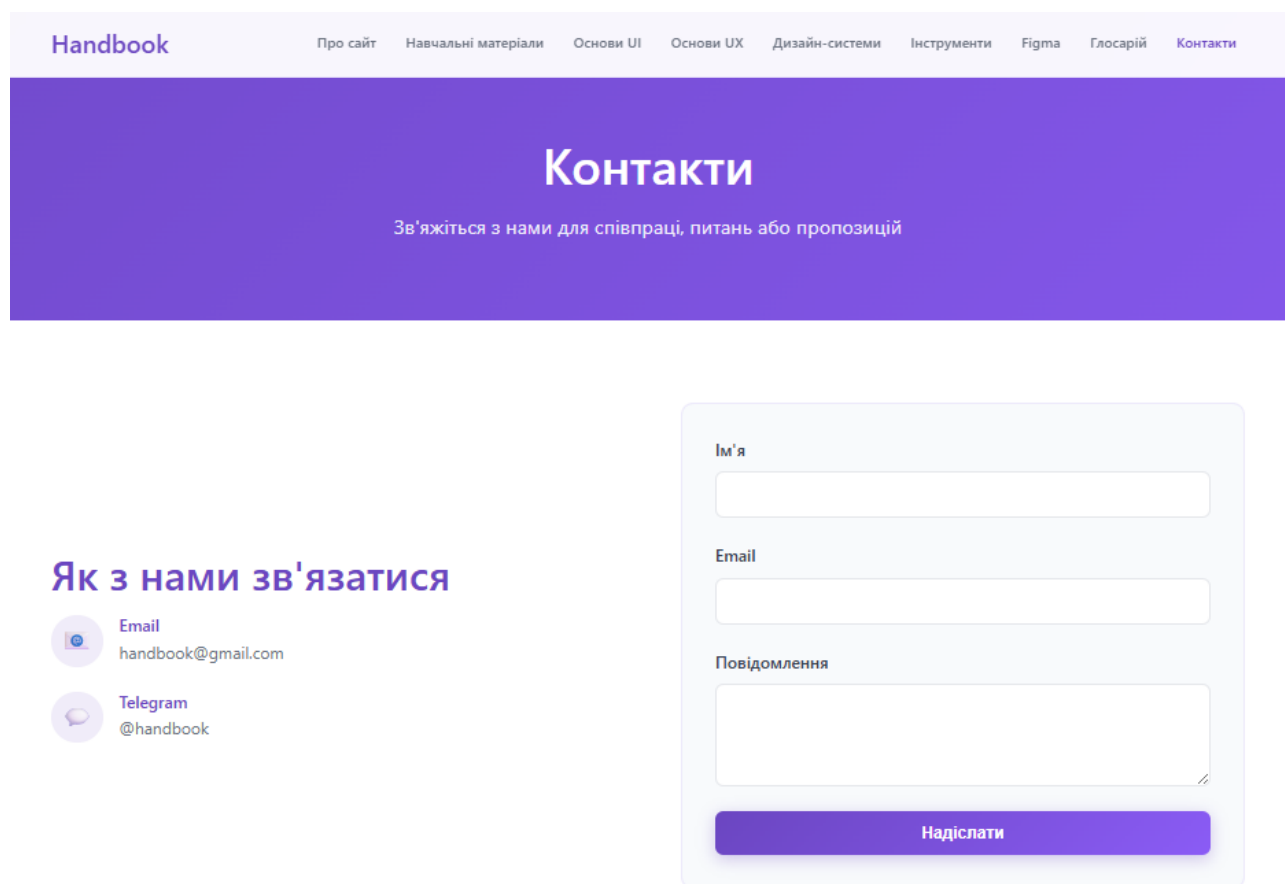 Handbook
Про сайт Навчальні матеріали Основи UI Основи UX Дизайн-системи Інструменти Figma Глосарій Контакти
Контакти
Зв'яжіться з нами для співпраці, питань або пропозицій
Як з нами зв'язатися
Email
handbook@gmail.com
Telegram
@handbook
Ім'я
Email
Повідомлення
Надіслати